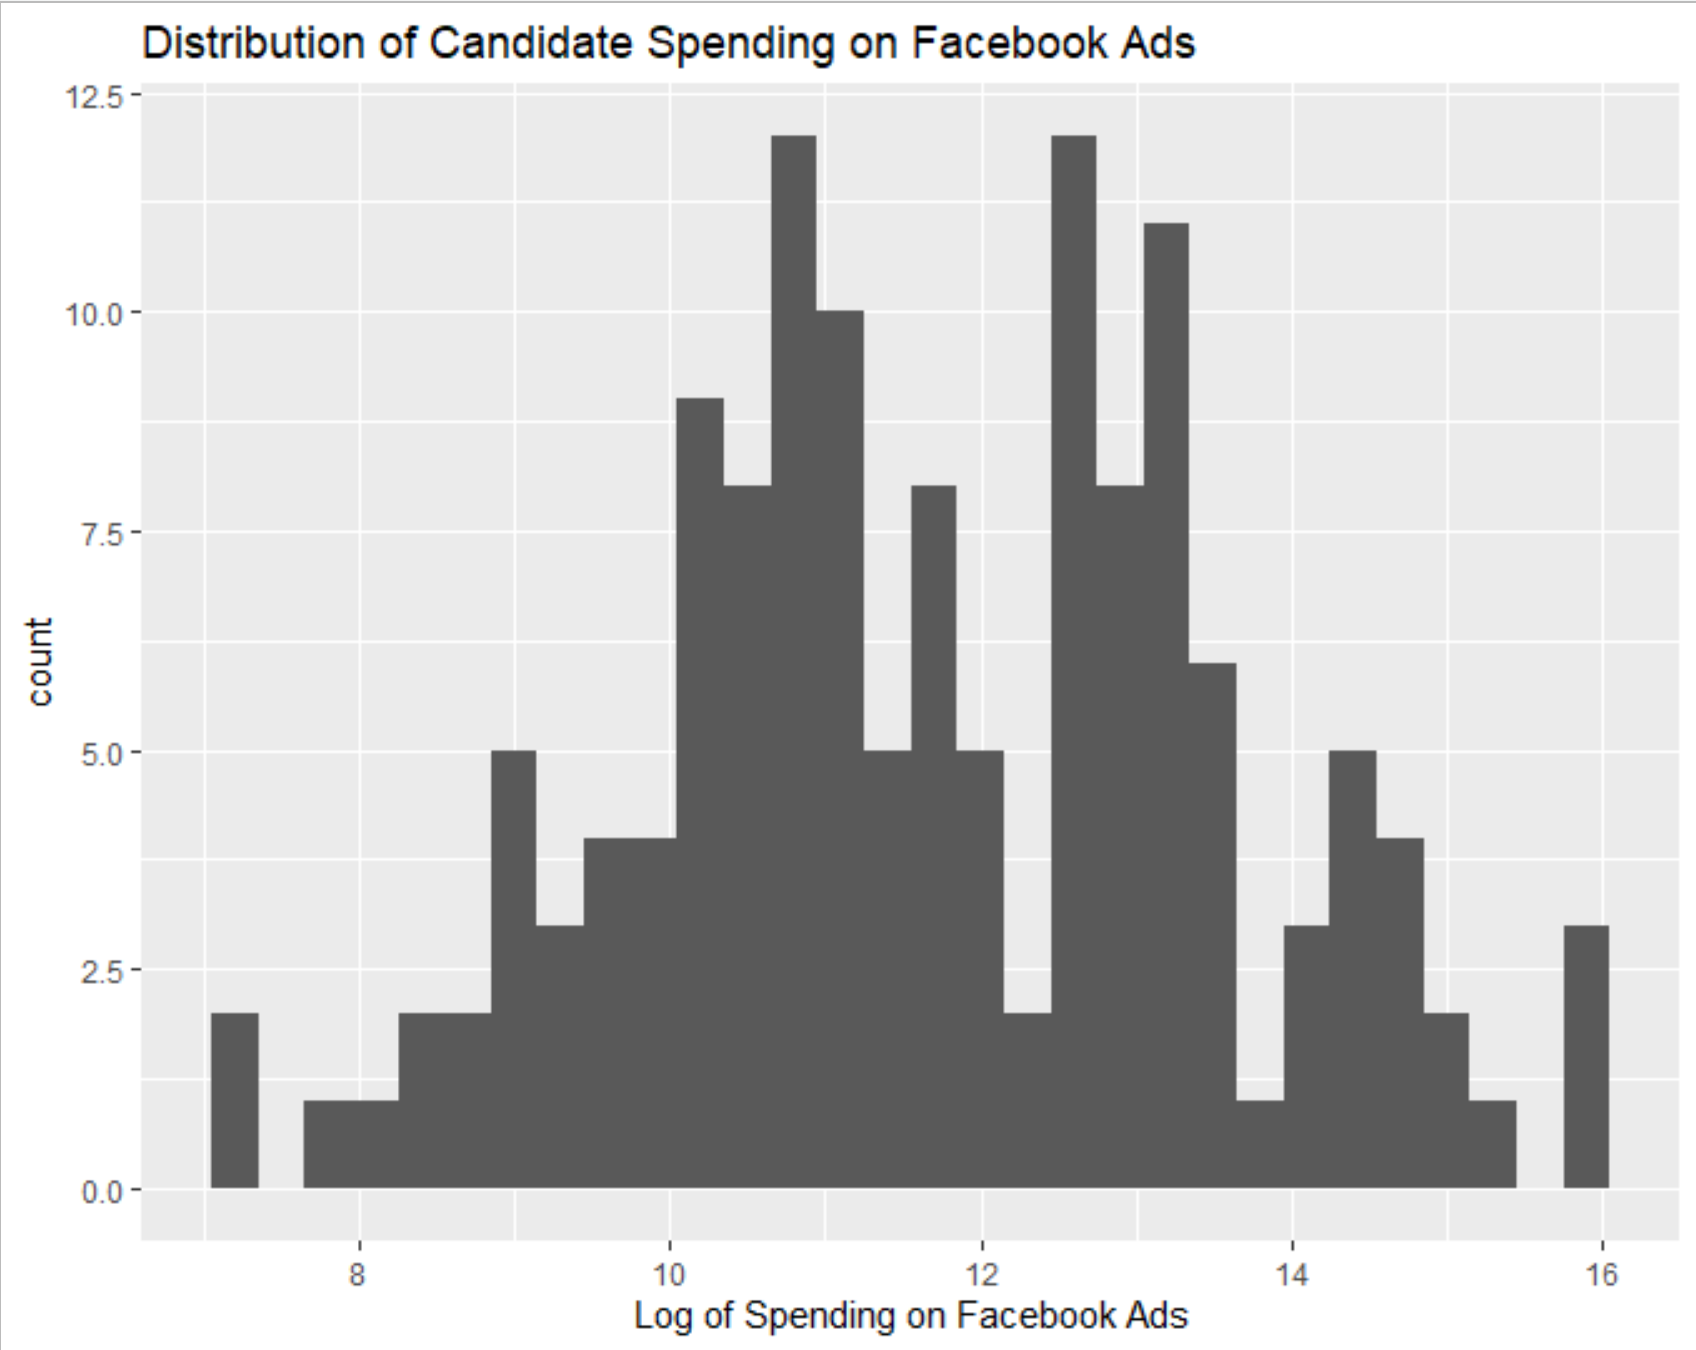 Distribution of Candidate Spending on Facebook Ads
12.5
10.0
7.5
5.0
2.5
0.0
count
8 10 12 14 16
Log of Spending on Facebook Ads